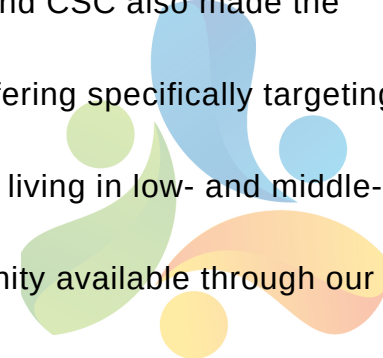 nd CSC also made the
fering specifically targeting
living in low- and middle-
nity available through our